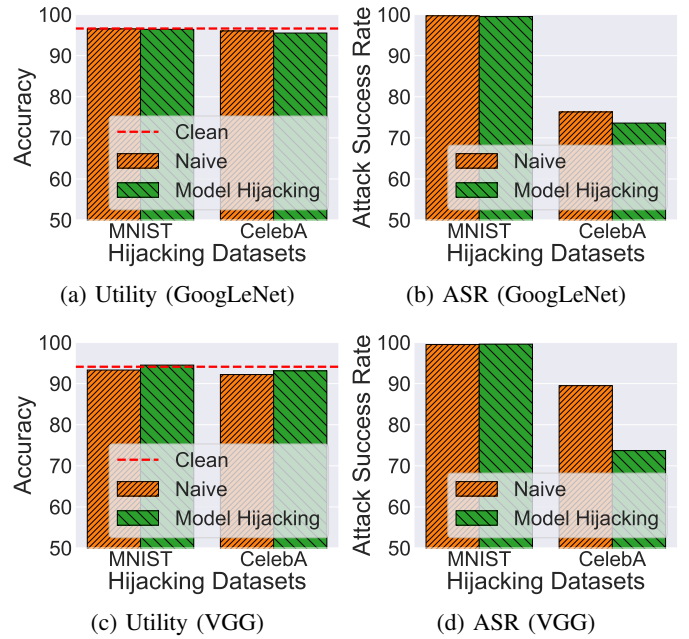 100
90
80
70
60
50
Accuracy
Clean
Naive
Model Hijacking
MNIST
CelebA
Hijacking Datasets
(a) Utility (GoogLeNet)
100
90
80
70
60
50
Attack Success Rate
Naive
Model Hijacking
MNIST
CelebA
Hijacking Datasets
(b) ASR (GoogLeNet)
100
90
80
70
60
50
Accuracy
Clean
Naive
Model Hijacking
MNIST
CelebA
Hijacking Datasets
(c) Utility (VGG)
100
90
80
70
60
50
Attack Success Rate
Naive
Model Hijacking
MNIST
CelebA
Hijacking Datasets
(d) ASR (VGG)